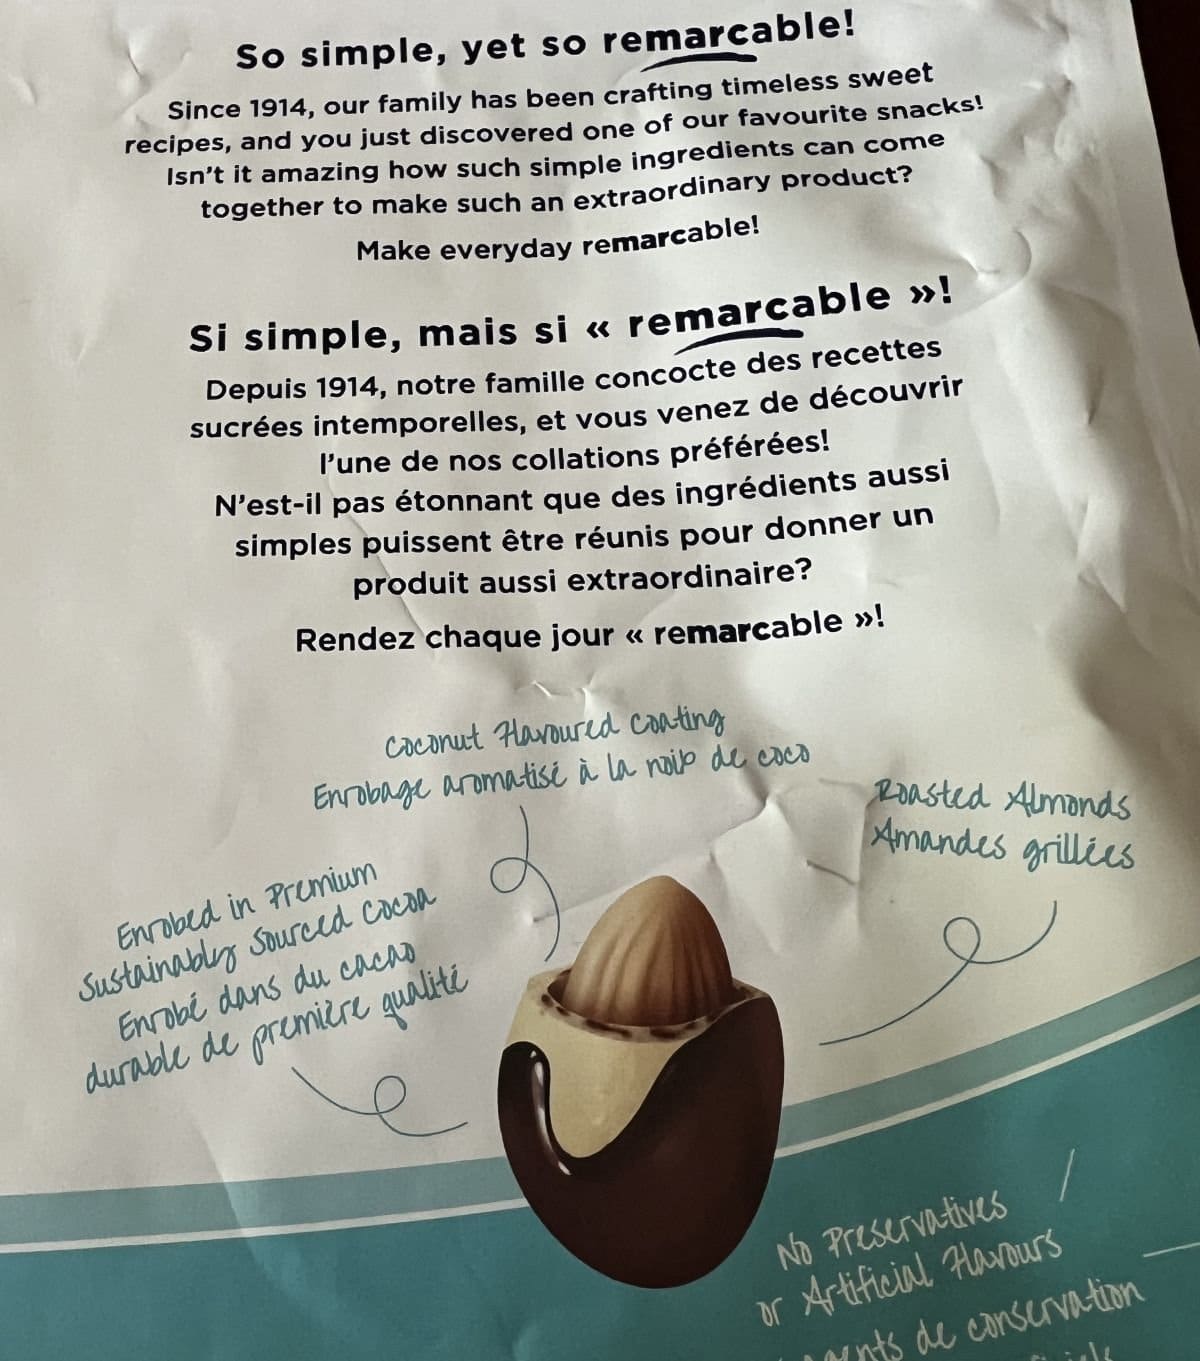 So simple, yet so remarcable!
Since 1914, our family has been crafting timeless sweet
recipes, and you just discovered one of our favourite snacks!
Isn't it amazing how such simple ingredients can come
together to make such an extraordinary product?
Make everyday remarcable!
Si simple, mais si « remarcable »!
Depuis 1914, notre famille concocte des recettes
sucrées intemporelles, et vous venez de découvrir
l'une de nos collations préférées!
N'est-il pas étonnant que des ingrédients aussi
simples puissent être réunis pour donner un
produit aussi extraordinaire?
Rendez chaque jour « remarcable »!
Coconut Flavoured Coating
Enrobage aromatisé à la noix de coco
Roasted Almonds
Amandes grillées
Enrobed in Premium
Sustainably Sourced Cocoa
Enrobé dans du cacao
durable de première qualité
No Preservatives
or Artificial Flavours
de conservation